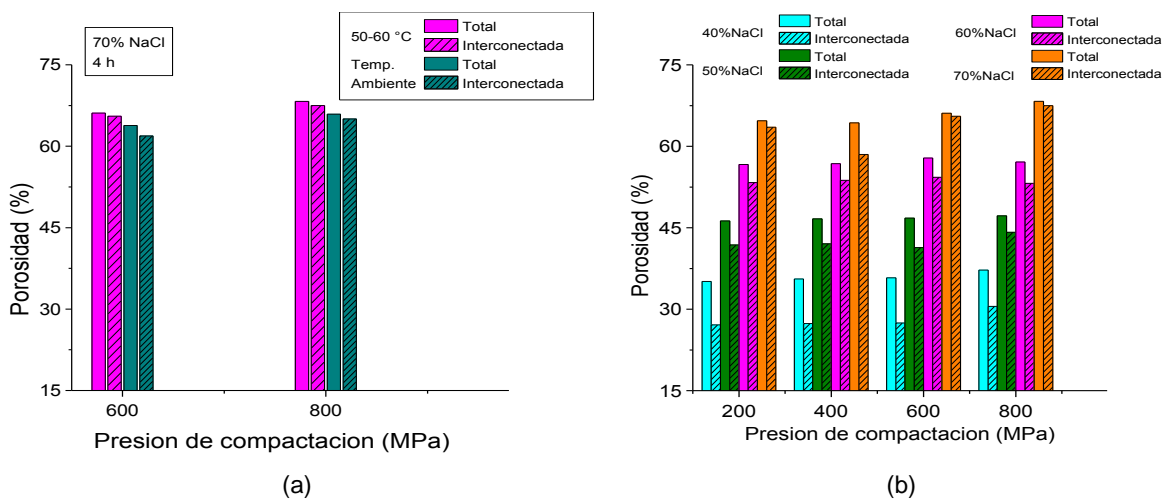 70% NaCl
4 h
50-60 °C
Total
Interconectada
Temp.
Ambiente
Total
Interconectada
75
60
45
30
15
Porosidad (%)
600
800
Presion de compactacion (MPa)
(a)
40%NaCl
Total
Interconectada
50%NaCl
Total
Interconectada
60%NaCl
Total
Interconectada
70%NaCl
Total
Interconectada
75
60
45
30
15
Porosidad (%)
200
400
600
800
Presion de compactacion (MPa)
(b)